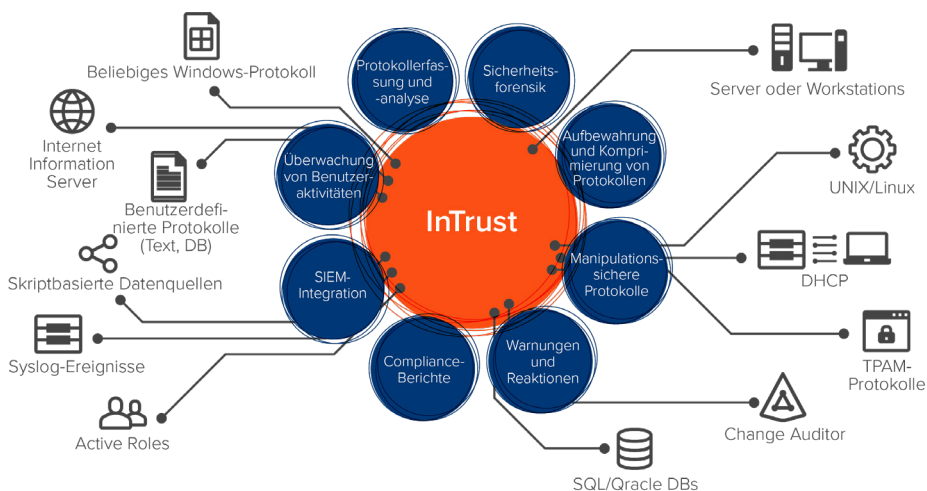 Beliebiges Windows-Protokoll
Internet
Information
Server
Benutzerdefi-
nierte Protokolle
(Text, DB)
Skriptbasierte Datenquellen
Syslog-Ereignisse
Active Roles
Protokollerfas-
sung und
-analyse
Sicherheits-
forensik
Überwachung
von Benutzer-
aktivitäten
Aufbewahrung
und Kompri-
mierung von
Protokollen
InTrust
SIEM-
Integration
Manipulations-
sichere
Protokolle
Compliance-
Berichte
Warnungen
und
Reaktionen
Server oder Workstations
UNIX/Linux
DHCP
TPAM-
Protokolle
Change Auditor
SQL/Qracle DBs